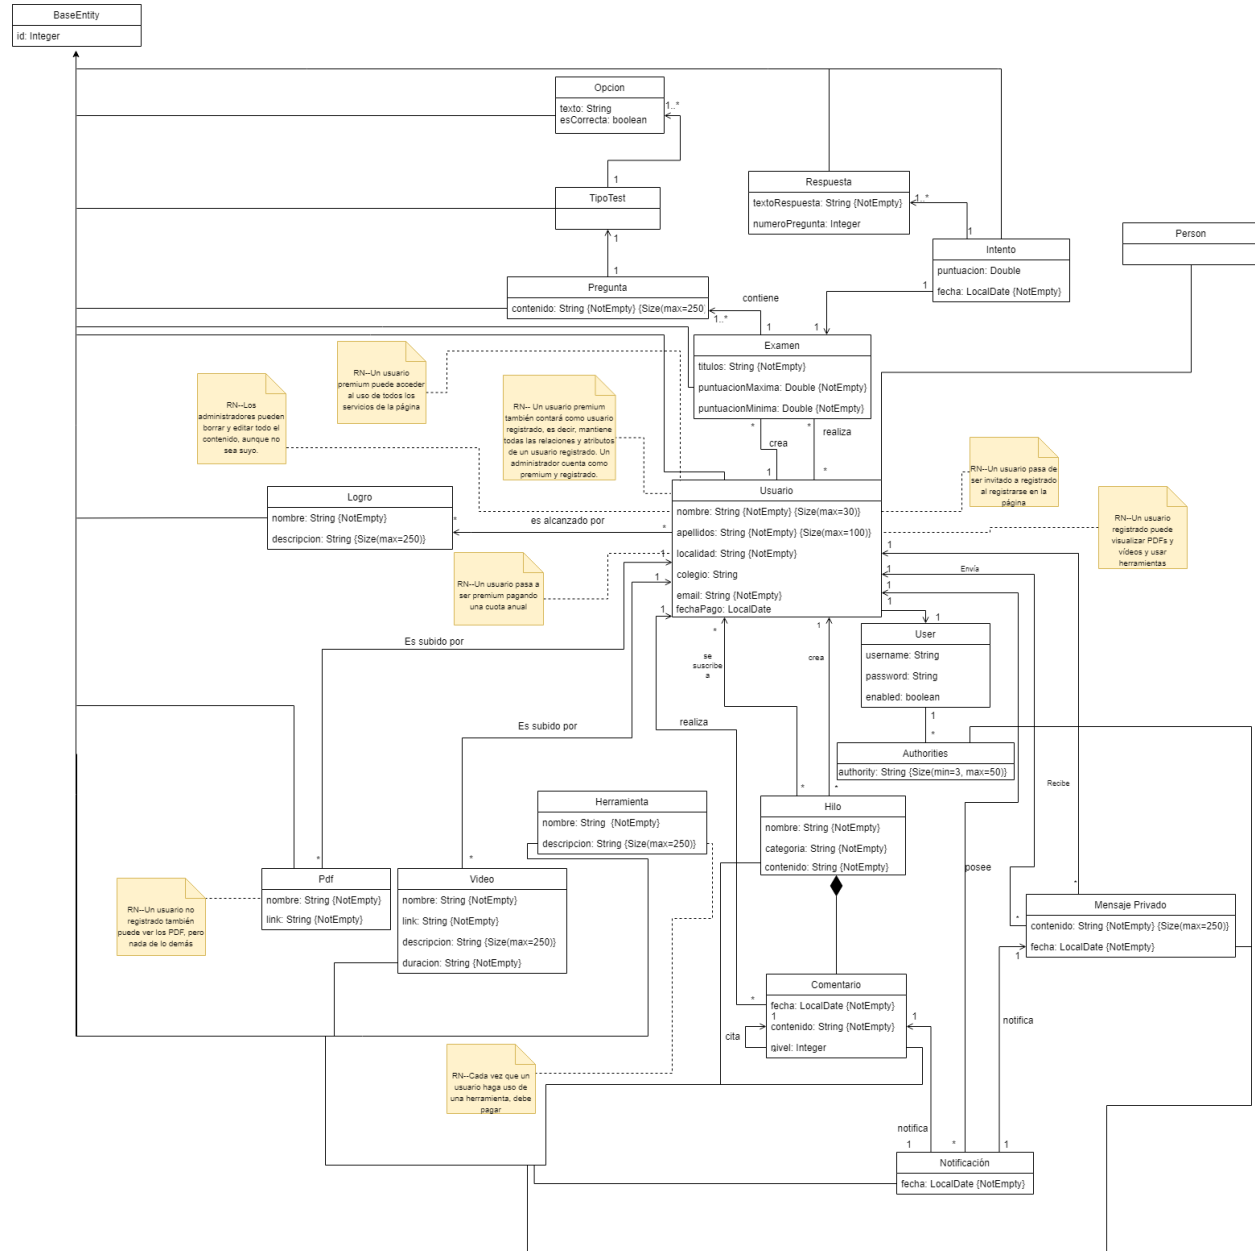 BaseEntity
id: Integer
Opcion
texto: String
esCorrecta: boolean
1..*
1
TipoTest
1
1
Pregunta
contenido: String {NotEmpty} {Size(max=250)
contiene
1..*
1
Respuesta
textoRespuesta: String {NotEmpty}
numeroPregunta: Integer
1..*
1
Intento
puntuacion: Double
fecha: LocalDate {NotEmpty}
1
1
Person
Examen
titulos: String {NotEmpty}
puntuacionMaxima: Double {NotEmpty}
puntuacionMinima: Double {NotEmpty}
*
*
crea
realiza
1
*
RN--Un usuario
premium puede acceder
al uso de todos los
servicios de la página
RN--Los
administradores pueden
borrar y editar todo el
contenido, aunque no
sea suyo.
RN-- Un usuario premium
también contará como usuario
registrado, es decir, mantiene
todas las relaciones y atributos
de un usuario registrado. Un
administrador cuenta como
premium y registrado.
RN--Un usuario pasa de
ser invitado a registrado
al registrarse en la
página
RN--Un usuario
registrado puede
visualizar PDFs y
vídeos y usar
herramientas
Logro
nombre: String {NotEmpty}
descripcion: String {Size(max=250)}
*
es alcanzado por
*
Usuario
nombre: String {NotEmpty} {Size(max=30)}
apellidos: String {NotEmpty} {Size(max=100)}
localidad: String {NotEmpty}
colegio: String
email: String {NotEmpty}
fechaPago: LocalDate
1
1
1
1
1
1
1
Envía
RN--Un usuario pasa a
ser premium pagando
una cuota anual
*
1
1
User
username: String
password: String
enabled: boolean
1
*
Authorities
authority: String {Size(min=3, max=50)}
Es subido por
se
suscribe
a
crea
Es subido por
realiza
Recibe
*
*
Herramienta
nombre: String {NotEmpty}
descripcion: String {Size(max=250)}
Hilo
nombre: String {NotEmpty}
categoria: String {NotEmpty}
contenido: String {NotEmpty}
*
*
posee
*
Pdf
nombre: String {NotEmpty}
link: String {NotEmpty}
Video
nombre: String {NotEmpty}
link: String {NotEmpty}
descripcion: String {Size(max=250)}
duracion: String {NotEmpty}
RN--Un usuario no
registrado también
puede ver los PDF, pero
nada de lo demás
Mensaje Privado
contenido: String {NotEmpty} {Size(max=250)}
fecha: LocalDate {NotEmpty}
*
1
Comentario
fecha: LocalDate {NotEmpty}
contenido: String {NotEmpty}
nivel: Integer
*
1
1
cita
notifica
RN--Cada vez que un
usuario haga uso de
una herramienta, debe
pagar
notifica
1
*
1
Notificación
fecha: LocalDate {NotEmpty}